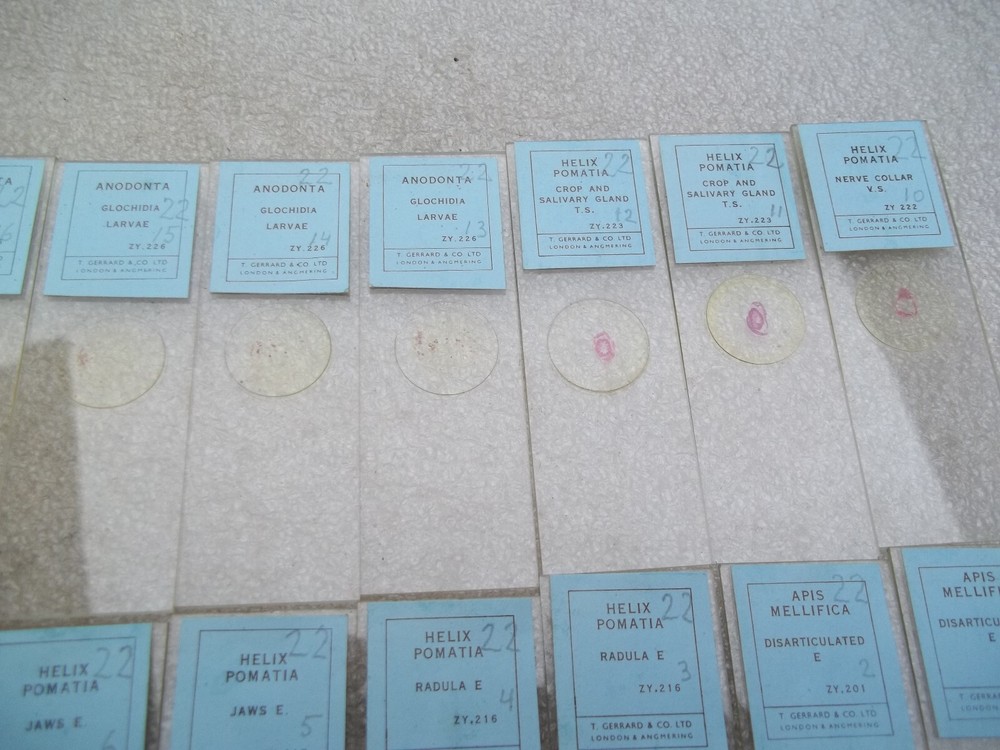 ANODONTA 22
GLOCHIDIA
LARVAE 15
ZY.226
T. GERRARD & CO. LTD
LONDON & ANGMERING
22
ANODONTA
GLOCHIDIA
LARVAE 14
ZY.226
T. GERRARD & CO. LTD
LONDON & ANGMERING
22
ANODONTA
GLOCHIDIA
LARVAE 13
ZY.226
T. GERRARD & CO. LTD
LONDON & ANGMERING
HELIX 22
POMATIA
CROP AND
SALIVARY GLAND
T.S. 12
ZY.223
T. GERRARD & CO. LTD
LONDON & ANGMERING
HELIX 22
POMATIA
CROP AND
SALIVARY GLAND
T.S. 11
ZY.223
T. GERRARD & CO. LTD
LONDON & ANGMERING
HELIX 22
POMATIA
NERVE COLLAR
V.S. 10
ZY 222
T. GERRARD & CO. LTD
LONDON & ANGMERING
HELIX 22
POMATIA
JAWS E.
HELIX 22
POMATIA
JAWS E.
5
HELIX 22
POMATIA
RADULA E
4
ZY.216
HELIX 22
POMATIA
RADULA E
3
ZY.216
T. GERRARD & CO. LTD
LONDON & ANGMERING
APIS 22
MELLIFICA
DISARTICULATED
E 2
ZY.201
T. GERRARD & CO. LTD
LONDON & ANGMERING
APIS
MELLIFI
DISARTICU
E
T. GERRARD
LONDON &